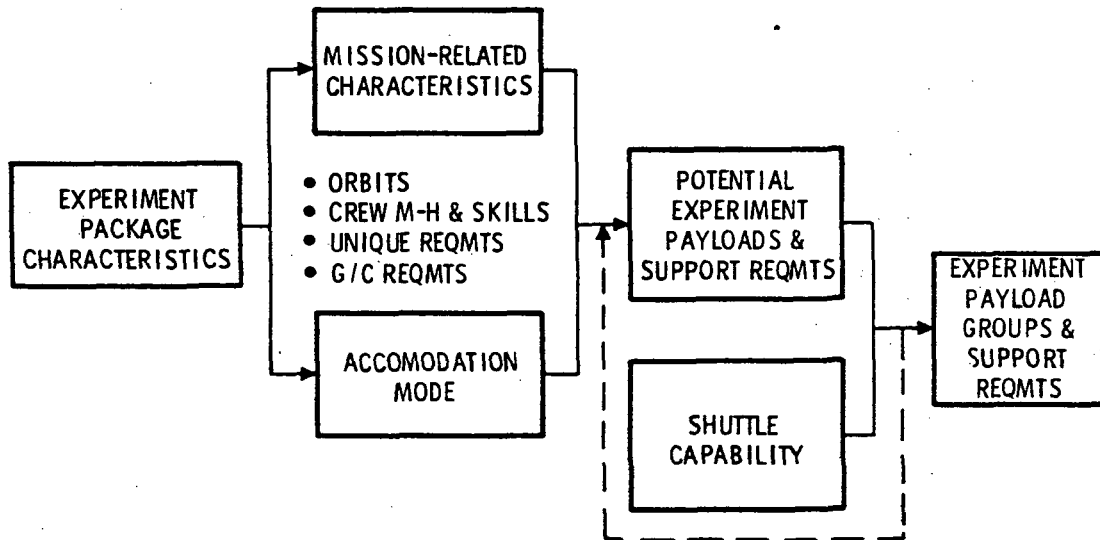 MISSION-RELATED
CHARACTERISTICS
EXPERIMENT
PACKAGE
CHARACTERISTICS
• ORBITS
• CREW M-H & SKILLS
• UNIQUE REQMTS
• G/C REQMTS
ACCOMODATION
MODE
POTENTIAL
EXPERIMENT
PAYLOADS &
SUPPORT REQMTS
SHUTTLE
CAPABILITY
EXPERIMENT
PAYLOAD
GROUPS &
SUPPORT
REQMTS